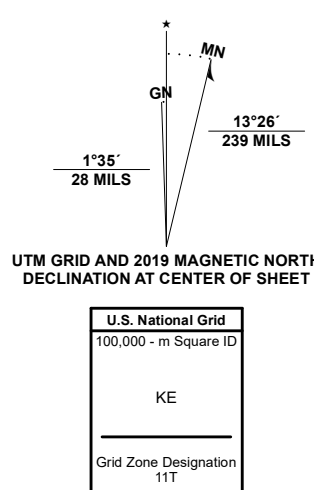 ★
MN
GN
13°26´
239 MILS
1°35´
28 MILS
UTM GRID AND 2019 MAGNETIC NORTH
DECLINATION AT CENTER OF SHEET
U.S. National Grid
100,000 - m Square ID
KE
Grid Zone Designation
11T